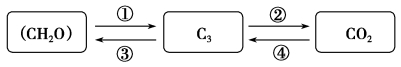 ① ②
(CH₂O) C₃ CO₂
③ ④